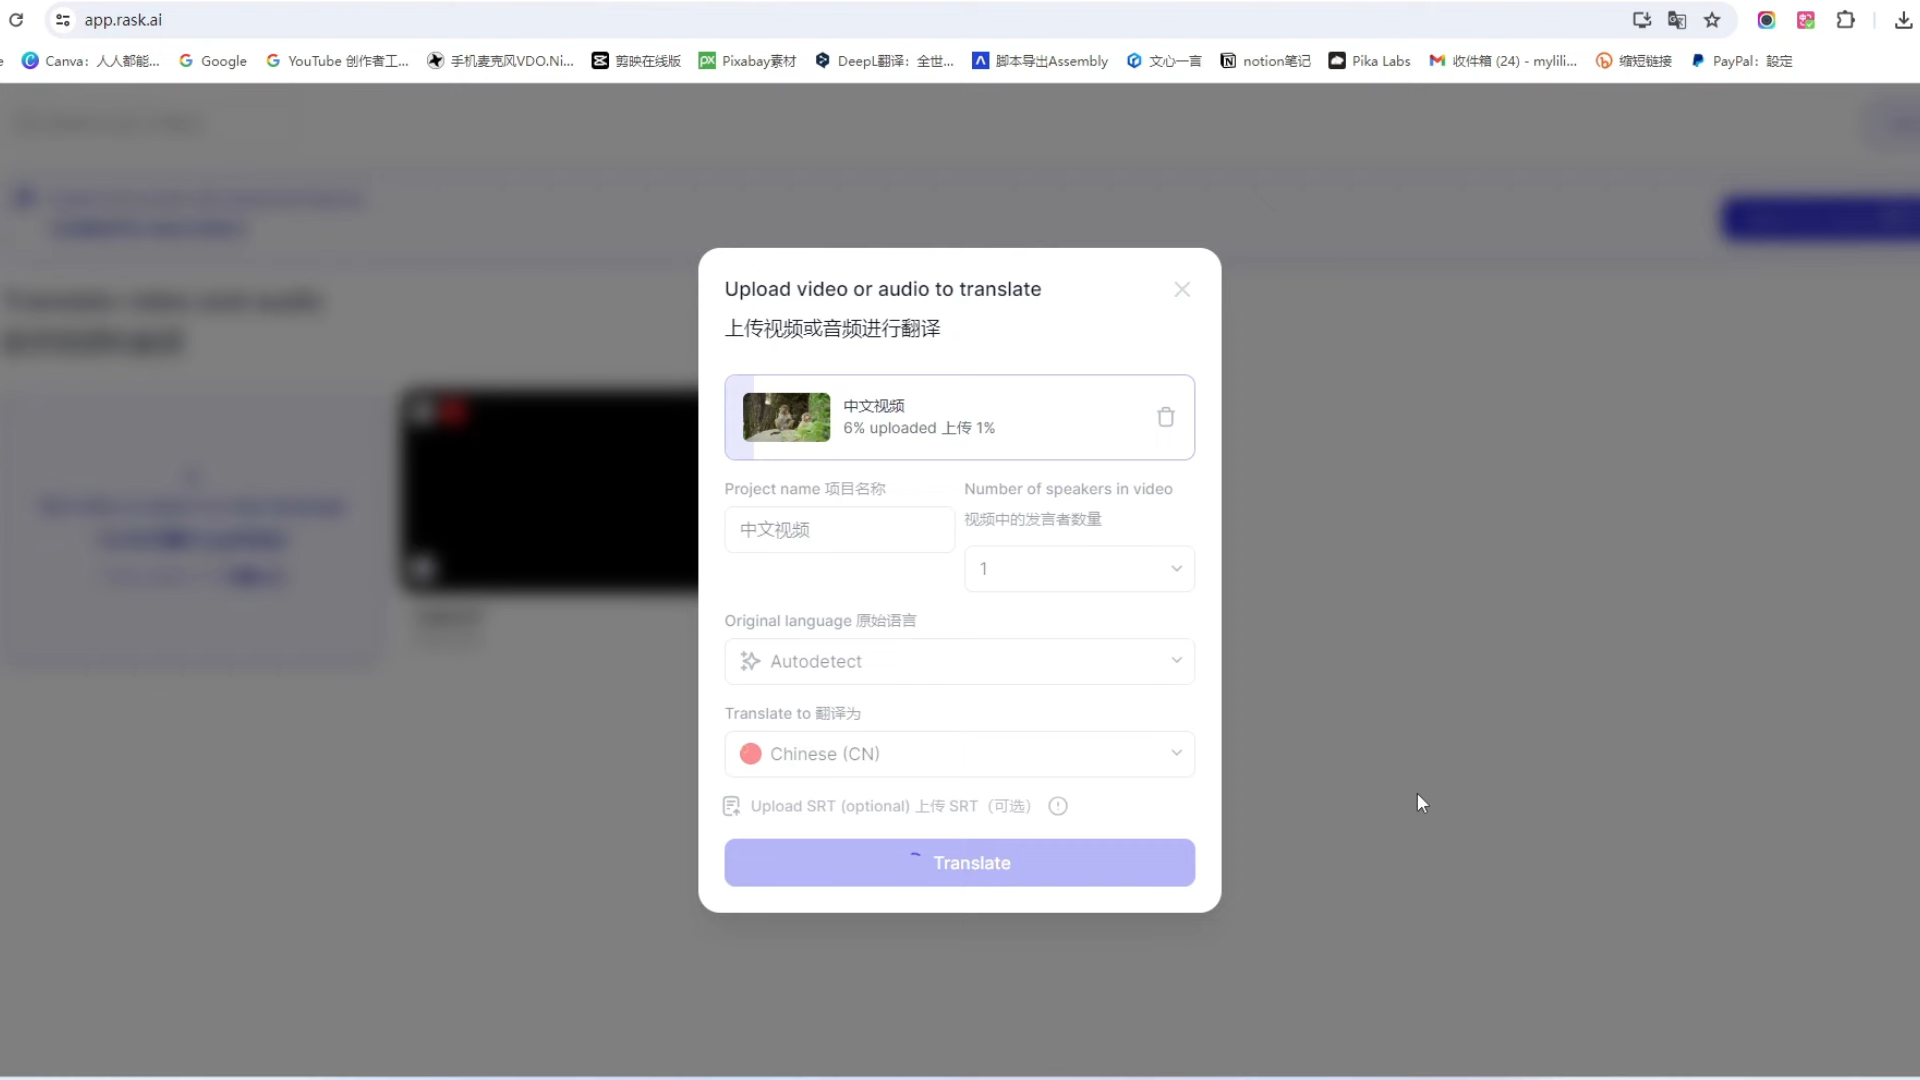 app.rask.ai
Canva：人人都能...
Google
YouTube 创作者工...
手机麦克风VDO.Ni...
剪映在线版
Pixabay素材
DeepL翻译：全世...
脚本导出Assembly
文心一言
notion笔记
Pika Labs
收件箱 (24) - mylili...
缩短链接
PayPal：設定
Upload video or audio to translate
上传视频或音频进行翻译
中文视频
6% uploaded 上传 1%
Project name 项目名称
中文视频
Number of speakers in video
视频中的发言者数量
1
Original language 原始语言
Autodetect
Translate to 翻译为
Chinese (CN)
Upload SRT (optional) 上传 SRT（可选）
Translate